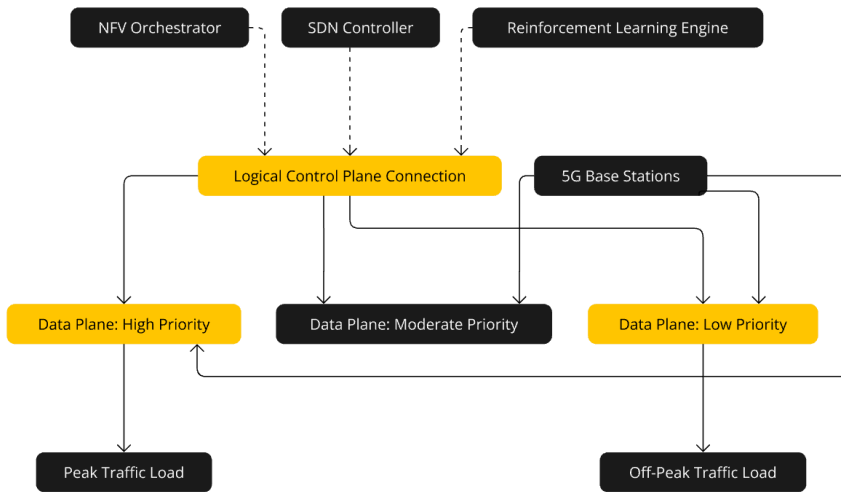 NFV Orchestrator
SDN Controller
Reinforcement Learning Engine
Logical Control Plane Connection
5G Base Stations
Data Plane: High Priority
Data Plane: Moderate Priority
Data Plane: Low Priority
Peak Traffic Load
Off-Peak Traffic Load